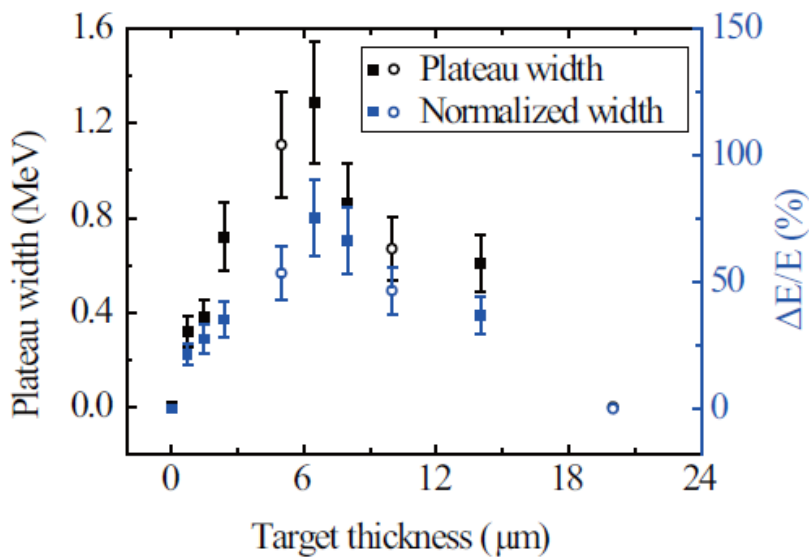 1.6
1.2
0.8
0.4
0.0
Plateau width (MeV)
Plateau width
Normalized width
150
100
50
0
ΔE/E (%)
0 6 12 18 24
Target thickness (μm)